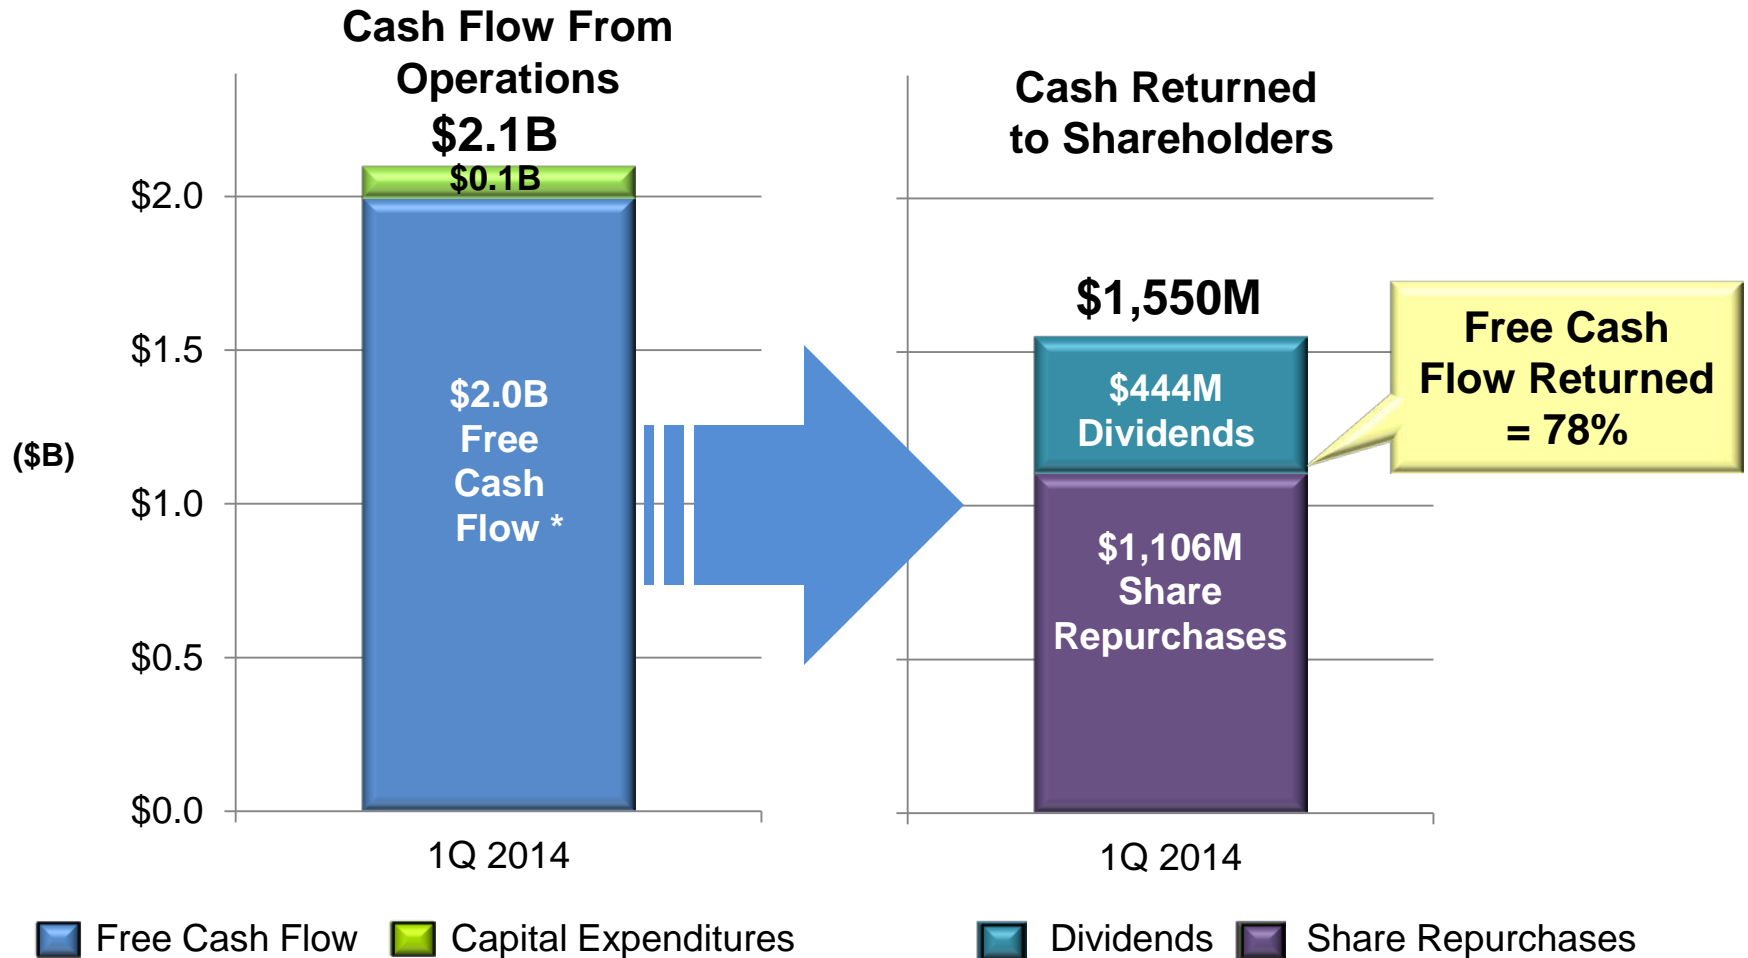 Cash Flow From
Operations
$2.1B
$0.1B
$2.0B
Free
Cash
Flow *
($B)
$2.0
$1.5
$1.0
$0.5
$0.0
1Q 2014
Free Cash Flow
Capital Expenditures
Cash Returned
to Shareholders
$1,550M
$444M
Dividends
$1,106M
Share
Repurchases
Free Cash
Flow Returned
= 78%
1Q 2014
Dividends
Share Repurchases